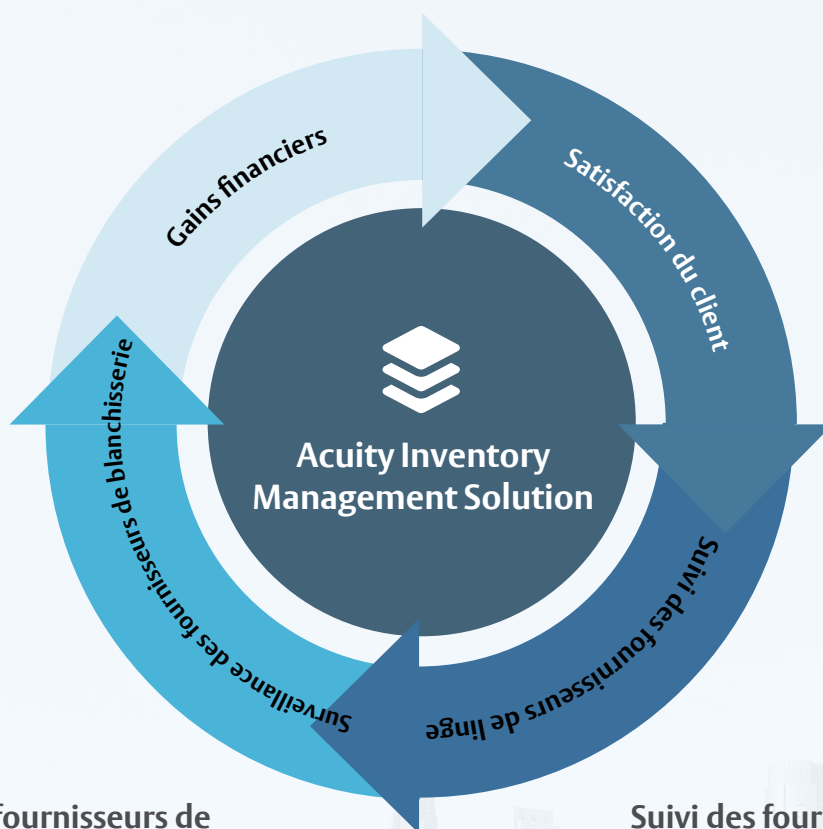 Gains financiers
Satisfaction du client
Acuity Inventory
Management Solution
Surveillance des fournisseurs de blanchisserie
Suivi des fournisseurs de linge
fournisseurs de
Suivi des four